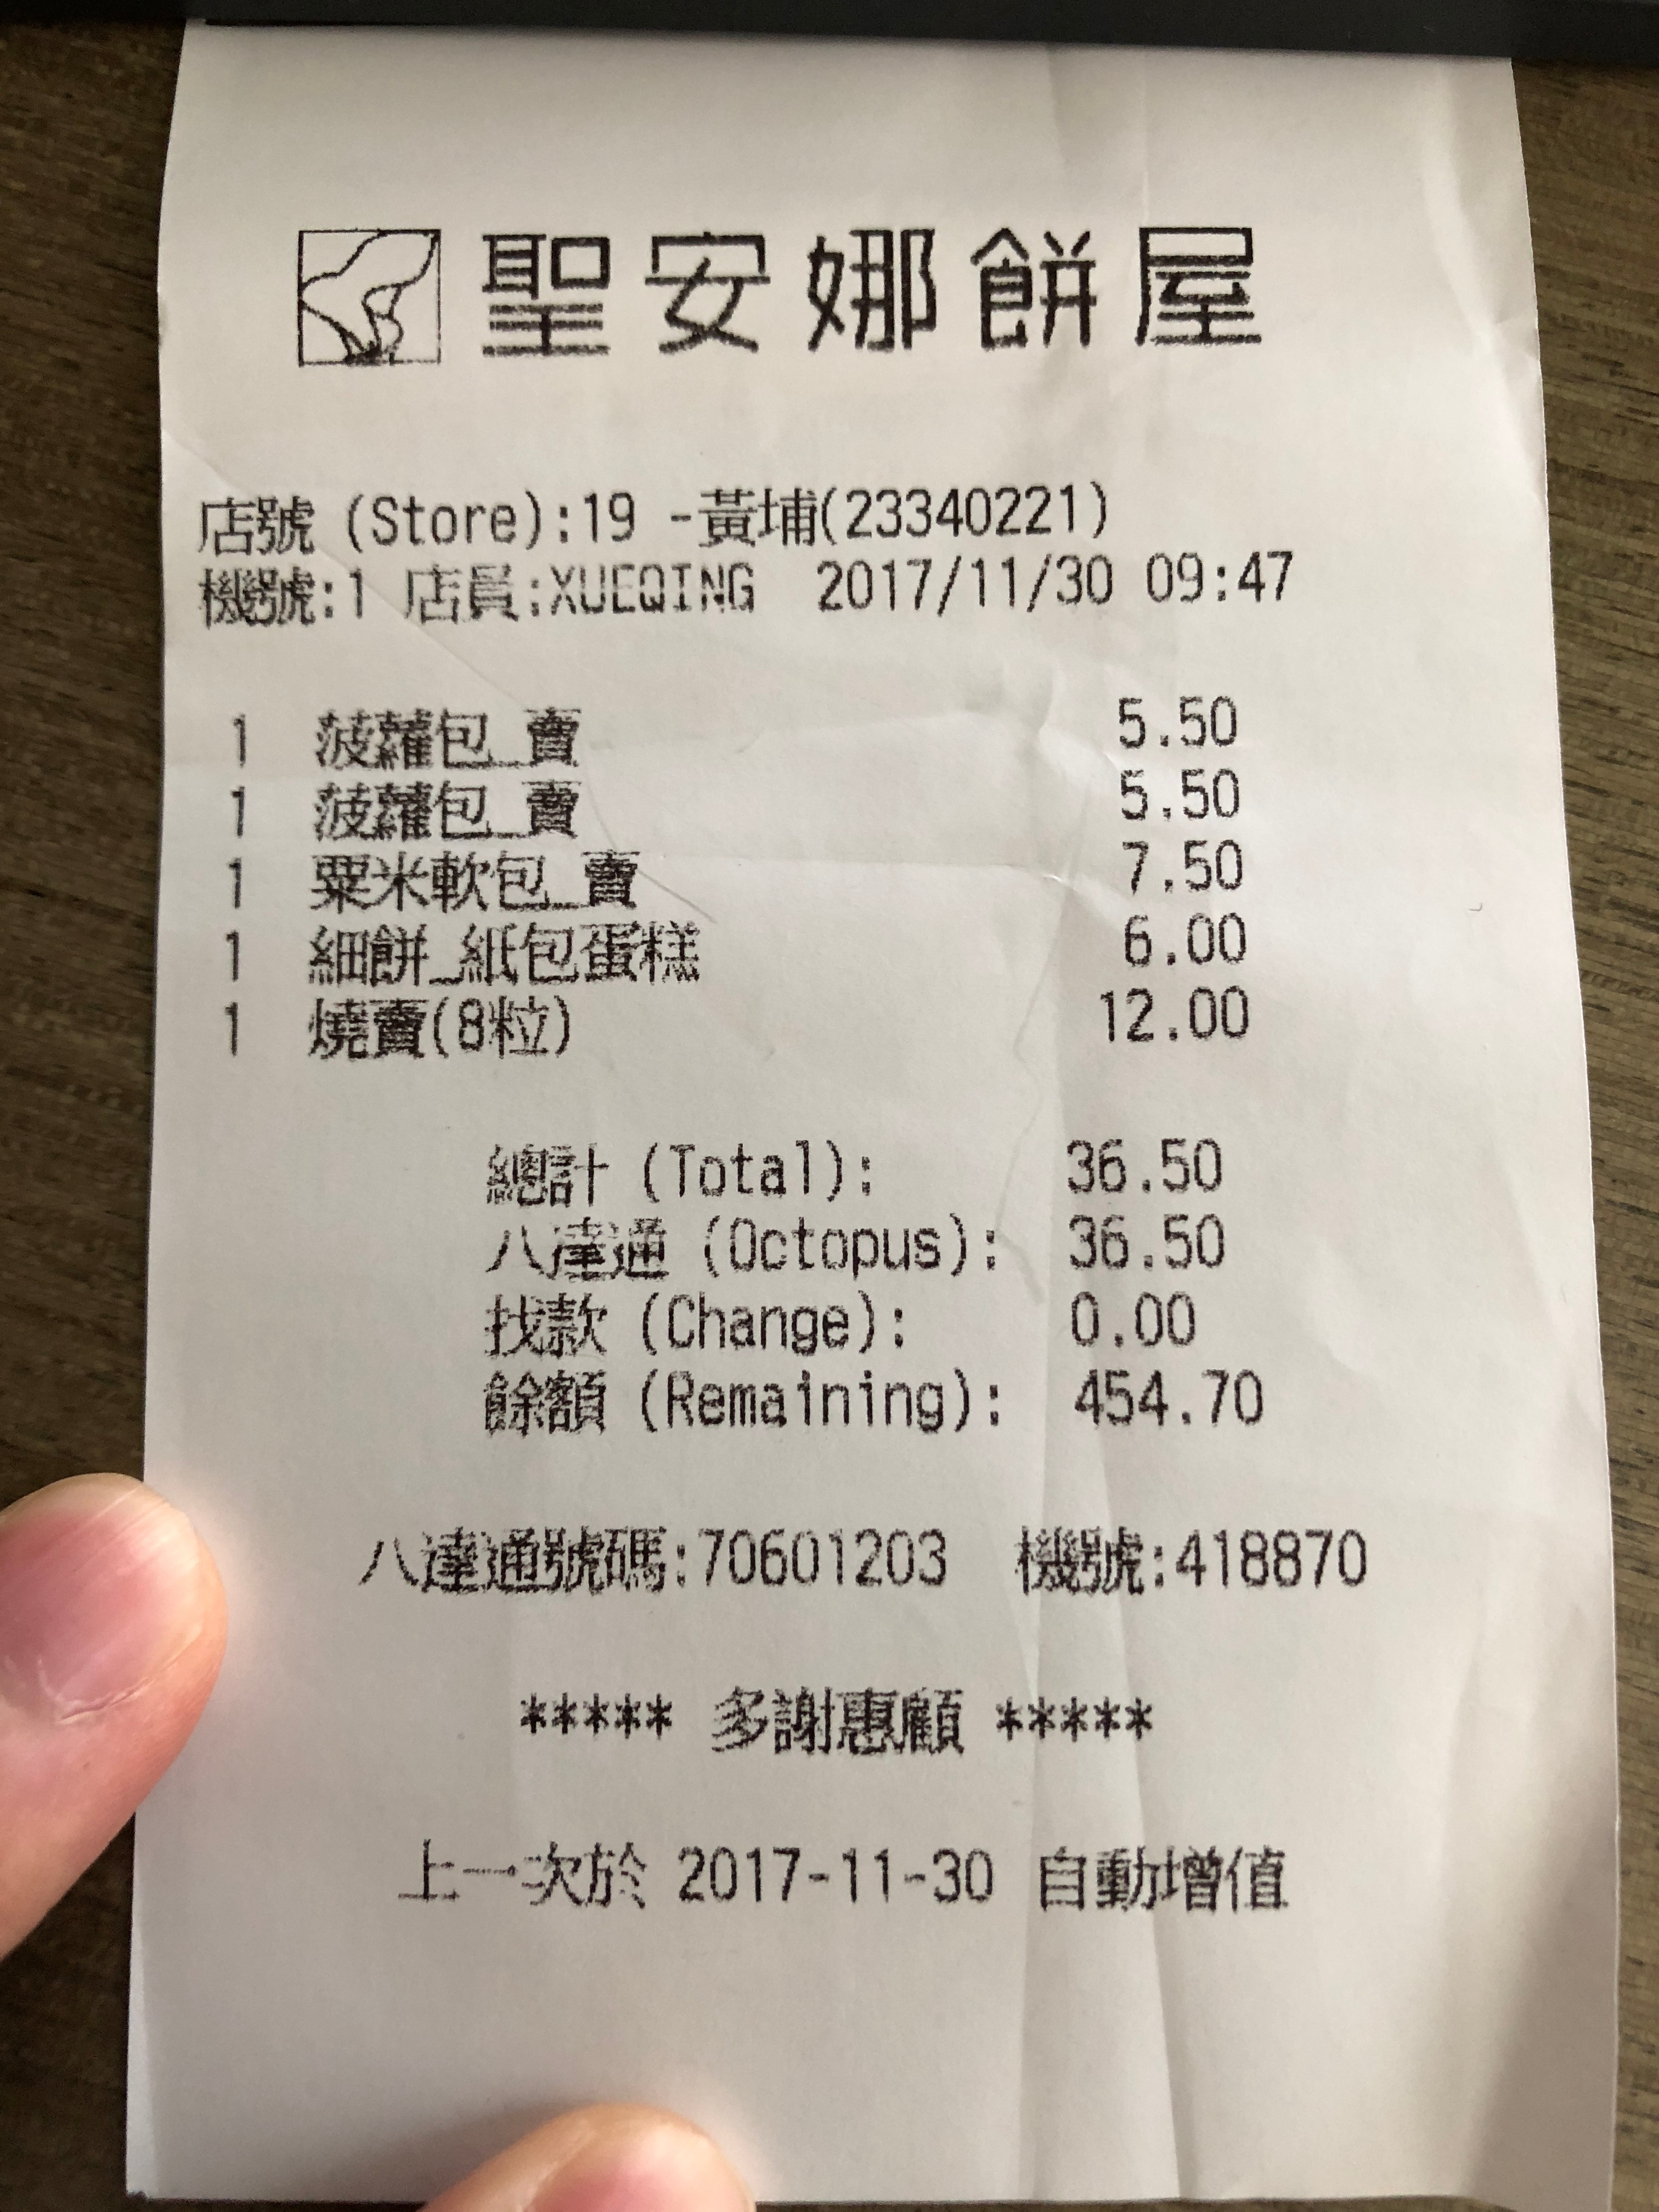 聖安娜餅屋
店號 (Store):19 -黃埔(23340221)
機號:1 店員:XUEQING 2017/11/30 09:47
1 菠蘿包_賣 5.50
1 菠蘿包_賣 5.50
1 粟米軟包_賣 7.50
1 細餅_紙包蛋糕 6.00
1 燒賣(8粒) 12.00
總計 (Total): 36.50
八達通 (Octopus): 36.50
找款 (Change): 0.00
餘額 (Remaining): 454.70
八達通號碼:70601203 機號:418870
***** 多謝惠顧 *****
上一次於 2017-11-30 自動增值